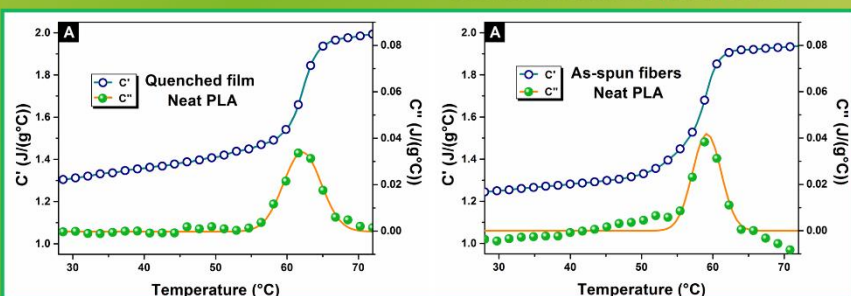 A
A
2.0
1.8
1.6
1.4
1.2
1.0
C' (J/(g°C))
C'
C''
Quenched film
Neat PLA
0.08
0.06
0.04
0.02
0.00
C'' (J/(g°C))
30
40
50
60
70
Temperature (°C)
2.0
1.8
1.6
1.4
1.2
1.0
C' (J/(g°C))
C'
C''
As-spun fibers
Neat PLA
0.08
0.06
0.04
0.02
0.00
C'' (J/(g°C))
30
40
50
60
70
Temperature (°C)